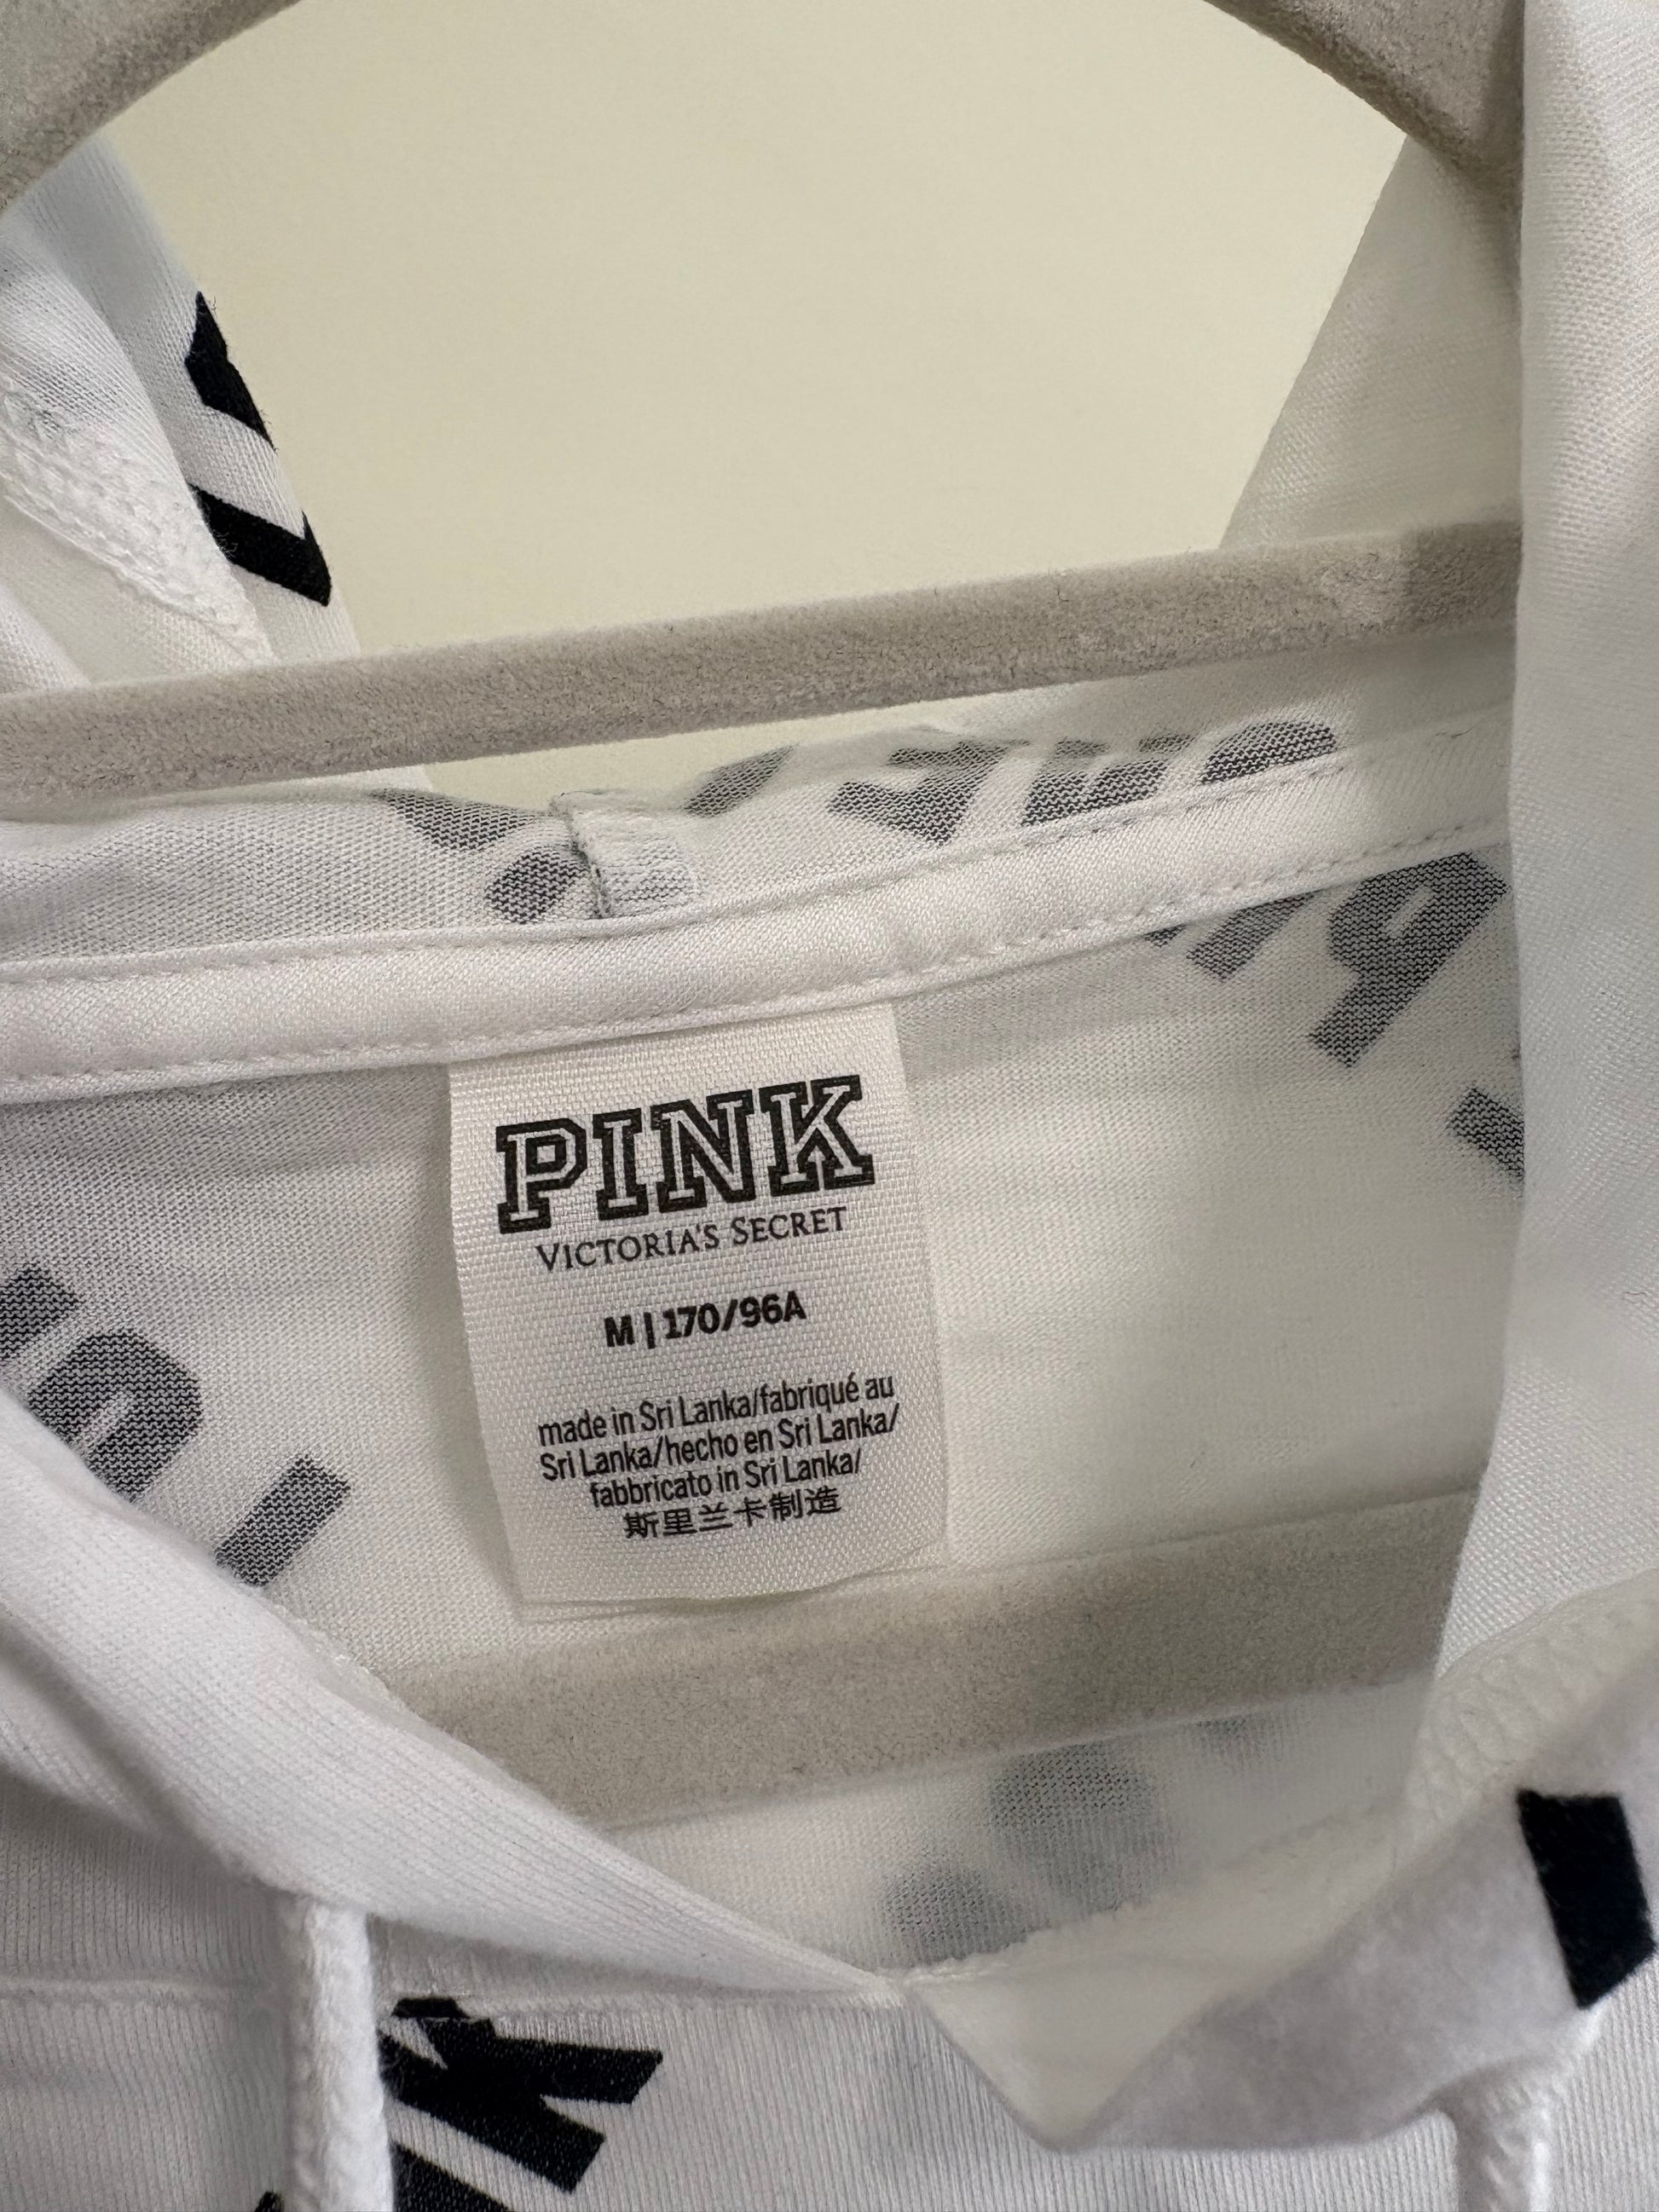 PINK
VICTORIA'S SECRET
M | 170/96A
made in Sri Lanka/fabriqué au
Sri Lanka/hecho en Sri Lanka/
fabbricato in Sri Lanka/
斯里兰卡制造